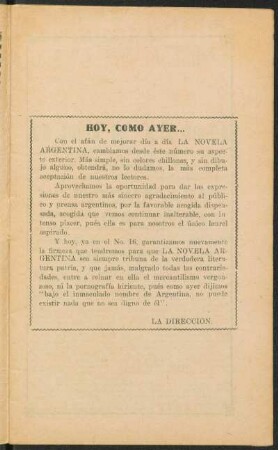 HOY, COMO AYER...
Con el afán de mejorar día a día LA NOVELA
ARGENTINA, cambiamos desde éste número su aspec-
to exterior. Más simple, sin colores chillones, y sin dibu-
jo alguno, obtendrá, no lo dudamos, la más completa
aceptación de nuestros lectores.
Aprovechamos la oportunidad para dar las expre-
siones de nuestro más sincero agradecimiento al públi-
co y prensa argentinos, por la favorable acogida dispen-
sada, acogida que vemos continuar inalterable, con in-
tenso placer, pués ella es para nosotros el único laurel
aspirado.
Y hoy, ya en el No. 16, garantizamos nuevamente
la firmeza que tendremos para que LA NOVELA AR-
GENTINA sea siempre tribuna de la verdadera litera-
tura patria, y que jamás, malgrado todas las contrarie-
dades, entre a reinar en ella el mercantilismo vergon-
zoso, ni la pornografía hiriente, pués como ayer dijimos
"bajo el inmaculado nombre de Argentina, no puede
existir nada que no sea digno de él".
LA DIRECCION.